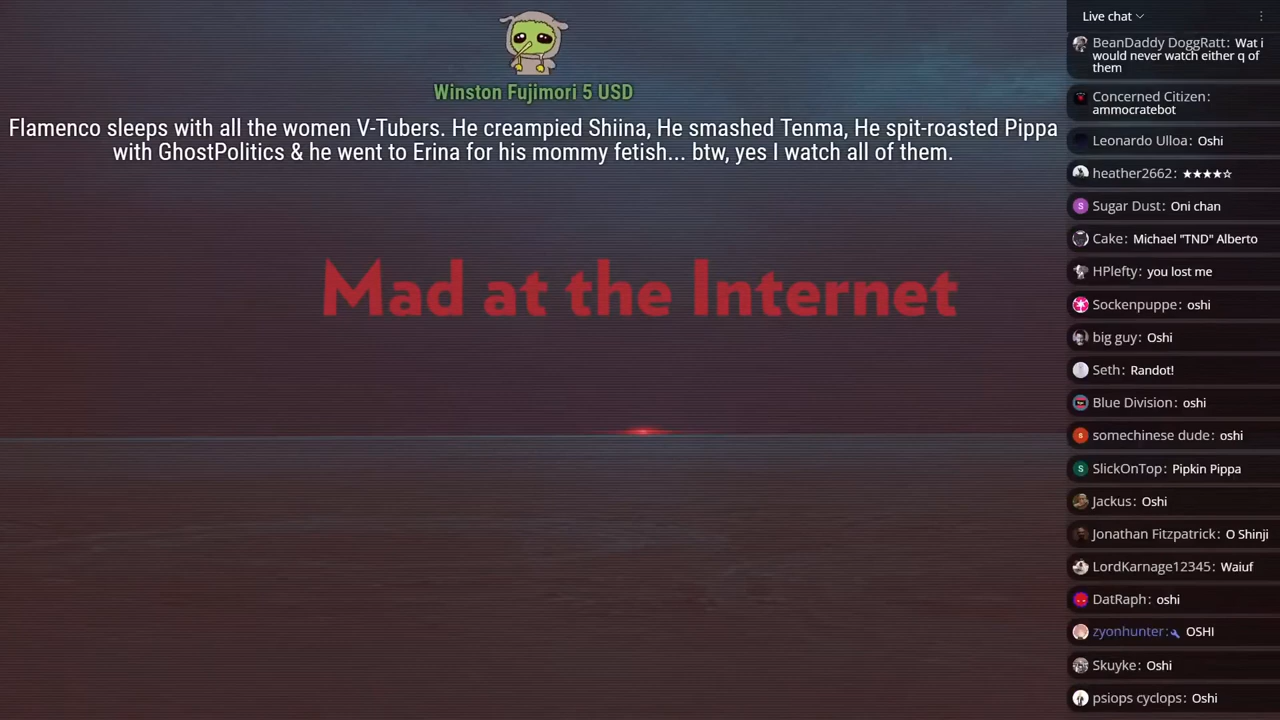 Winston Fujimori 5 USD
Flamenco sleeps with all the women V-Tubers. He creampied Shiina, He smashed Tenma, He spit-roasted Pippa
with GhostPolitics & he went to Erina for his mommy fetish... btw, yes I watch all of them.
Mad at the Internet
Live chat
BeanDaddy DoggRatt: Wat i
would never watch either q of
them
Concerned Citizen:
ammocratebot
Leonardo Ulloa: Oshi
heather2662: ★★★★☆
Sugar Dust: Oni chan
Cake: Michael "TND" Alberto
HPlefty: you lost me
Sockenpuppe: oshi
big guy: Oshi
Seth: Randot!
Blue Division: oshi
somechinese dude: oshi
SlickOnTop: Pipkin Pippa
Jackus: Oshi
Jonathan Fitzpatrick: O Shinji
LordKarnage12345: Waiuf
DatRaph: oshi
zyonhunter: OSHI
Skuyke: Oshi
psiops cyclops: Oshi